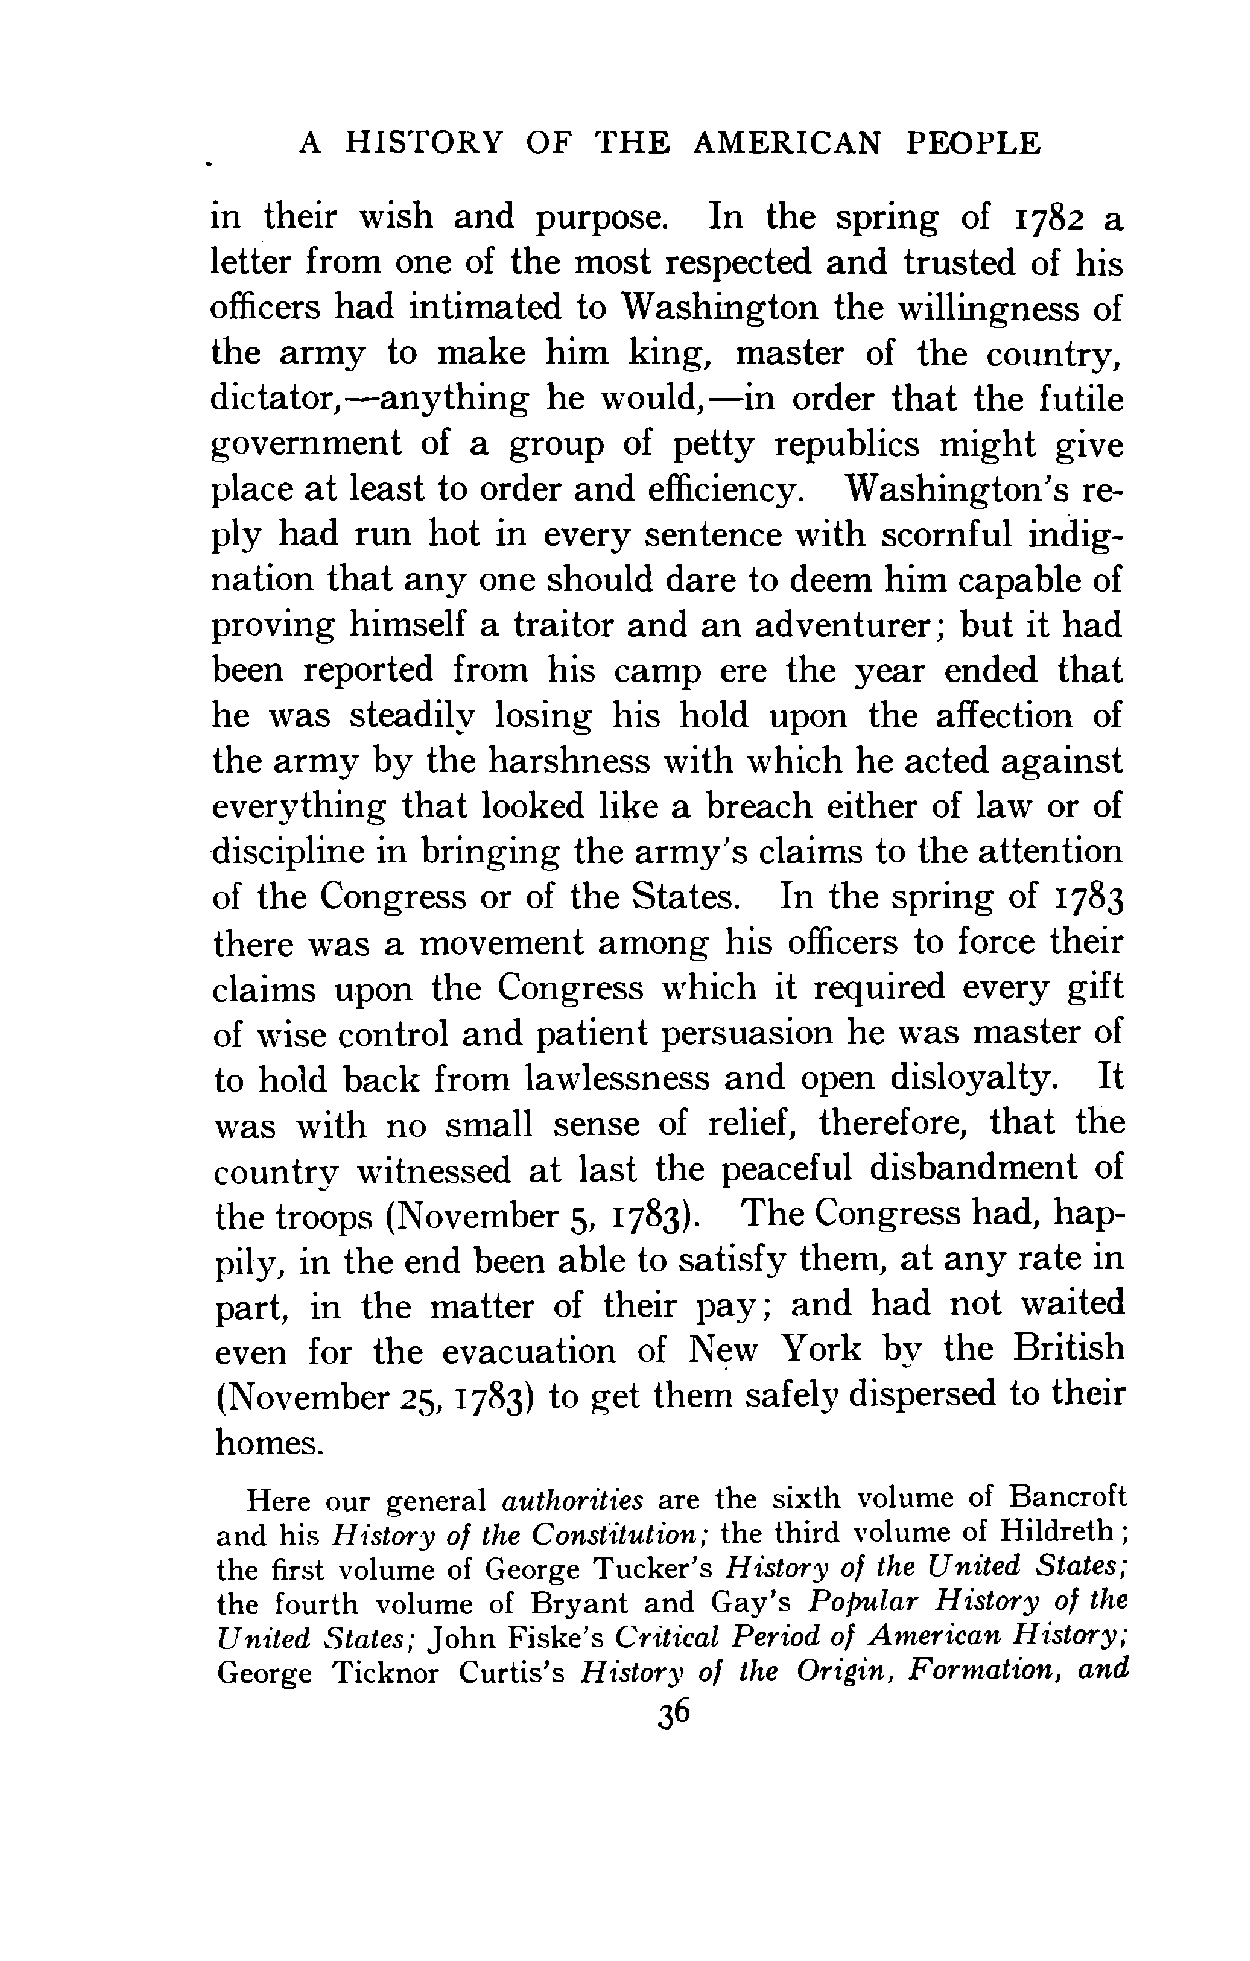 A HISTORY OF THE AMERICAN PEOPLE
in their wish and purpose. In the spring of 1782 a
letter from one of the most respected and trusted of his
officers had intimated to Washington the willingness of
the army to make him king, master of the country,
dictator,—anything he would,—in order that the futile
government of a group of petty republics might give
place at least to order and efficiency. Washington's re-
ply had run hot in every sentence with scornful indig-
nation that any one should dare to deem him capable of
proving himself a traitor and an adventurer; but it had
been reported from his camp ere the year ended that
he was steadily losing his hold upon the affection of
the army by the harshness with which he acted against
everything that looked like a breach either of law or of
discipline in bringing the army's claims to the attention
of the Congress or of the States. In the spring of 1783
there was a movement among his officers to force their
claims upon the Congress which it required every gift
of wise control and patient persuasion he was master of
to hold back from lawlessness and open disloyalty. It
was with no small sense of relief, therefore, that the
country witnessed at last the peaceful disbandment of
the troops (November 5, 1783). The Congress had, hap-
pily, in the end been able to satisfy them, at any rate in
part, in the matter of their pay; and had not waited
even for the evacuation of New York by the British
(November 25, 1783) to get them safely dispersed to their
homes.
Here our general authorities are the sixth volume of Bancroft
and his History of the Constitution; the third volume of Hildreth;
the first volume of George Tucker's History of the United States;
the fourth volume of Bryant and Gay's Popular History of the
United States; John Fiske's Critical Period of American History;
George Ticknor Curtis's History of the Origin, Formation, and
36